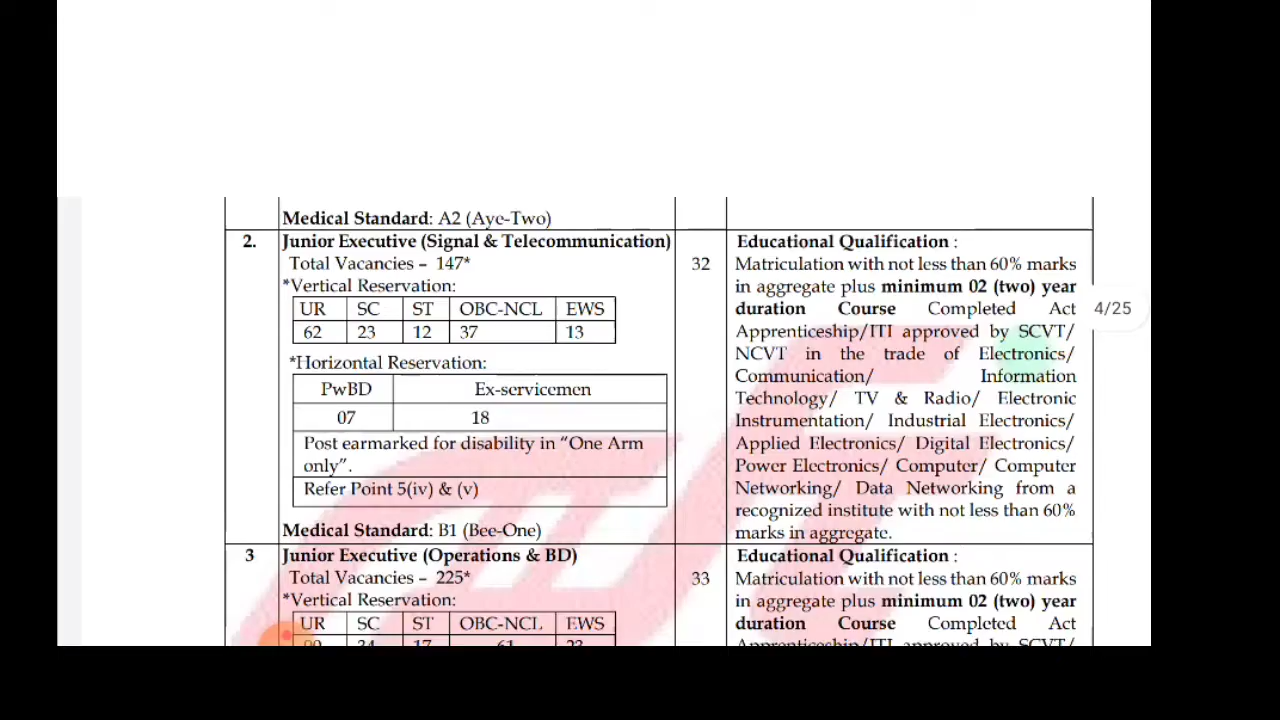 Medical Standard: A2 (Aye-Two)
2. Junior Executive (Signal & Telecommunication)
Total Vacancies – 147*
*Vertical Reservation:
UR SC ST OBC-NCL EWS
62 23 12 37 13
*Horizontal Reservation:
PwBD Ex-servicemen
07 18
Post earmarked for disability in “One Arm
only”.
Refer Point 5(iv) & (v)
Medical Standard: B1 (Bee-One)
32
Educational Qualification :
Matriculation with not less than 60% marks
in aggregate plus minimum 02 (two) year
duration Course Completed Act
Apprenticeship/ITI approved by SCVT/
NCVT in the trade of Electronics/
Communication/ Information
Technology/ TV & Radio/ Electronic
Instrumentation/ Industrial Electronics/
Applied Electronics/ Digital Electronics/
Power Electronics/ Computer/ Computer
Networking/ Data Networking from a
recognized institute with not less than 60%
marks in aggregate.
4/25
3 Junior Executive (Operations & BD)
Total Vacancies – 225*
*Vertical Reservation:
UR SC ST OBC-NCL EWS
33
Educational Qualification :
Matriculation with not less than 60% marks
in aggregate plus minimum 02 (two) year
duration Course Completed Act
Apprenticeship/ITI approved by SCVT/